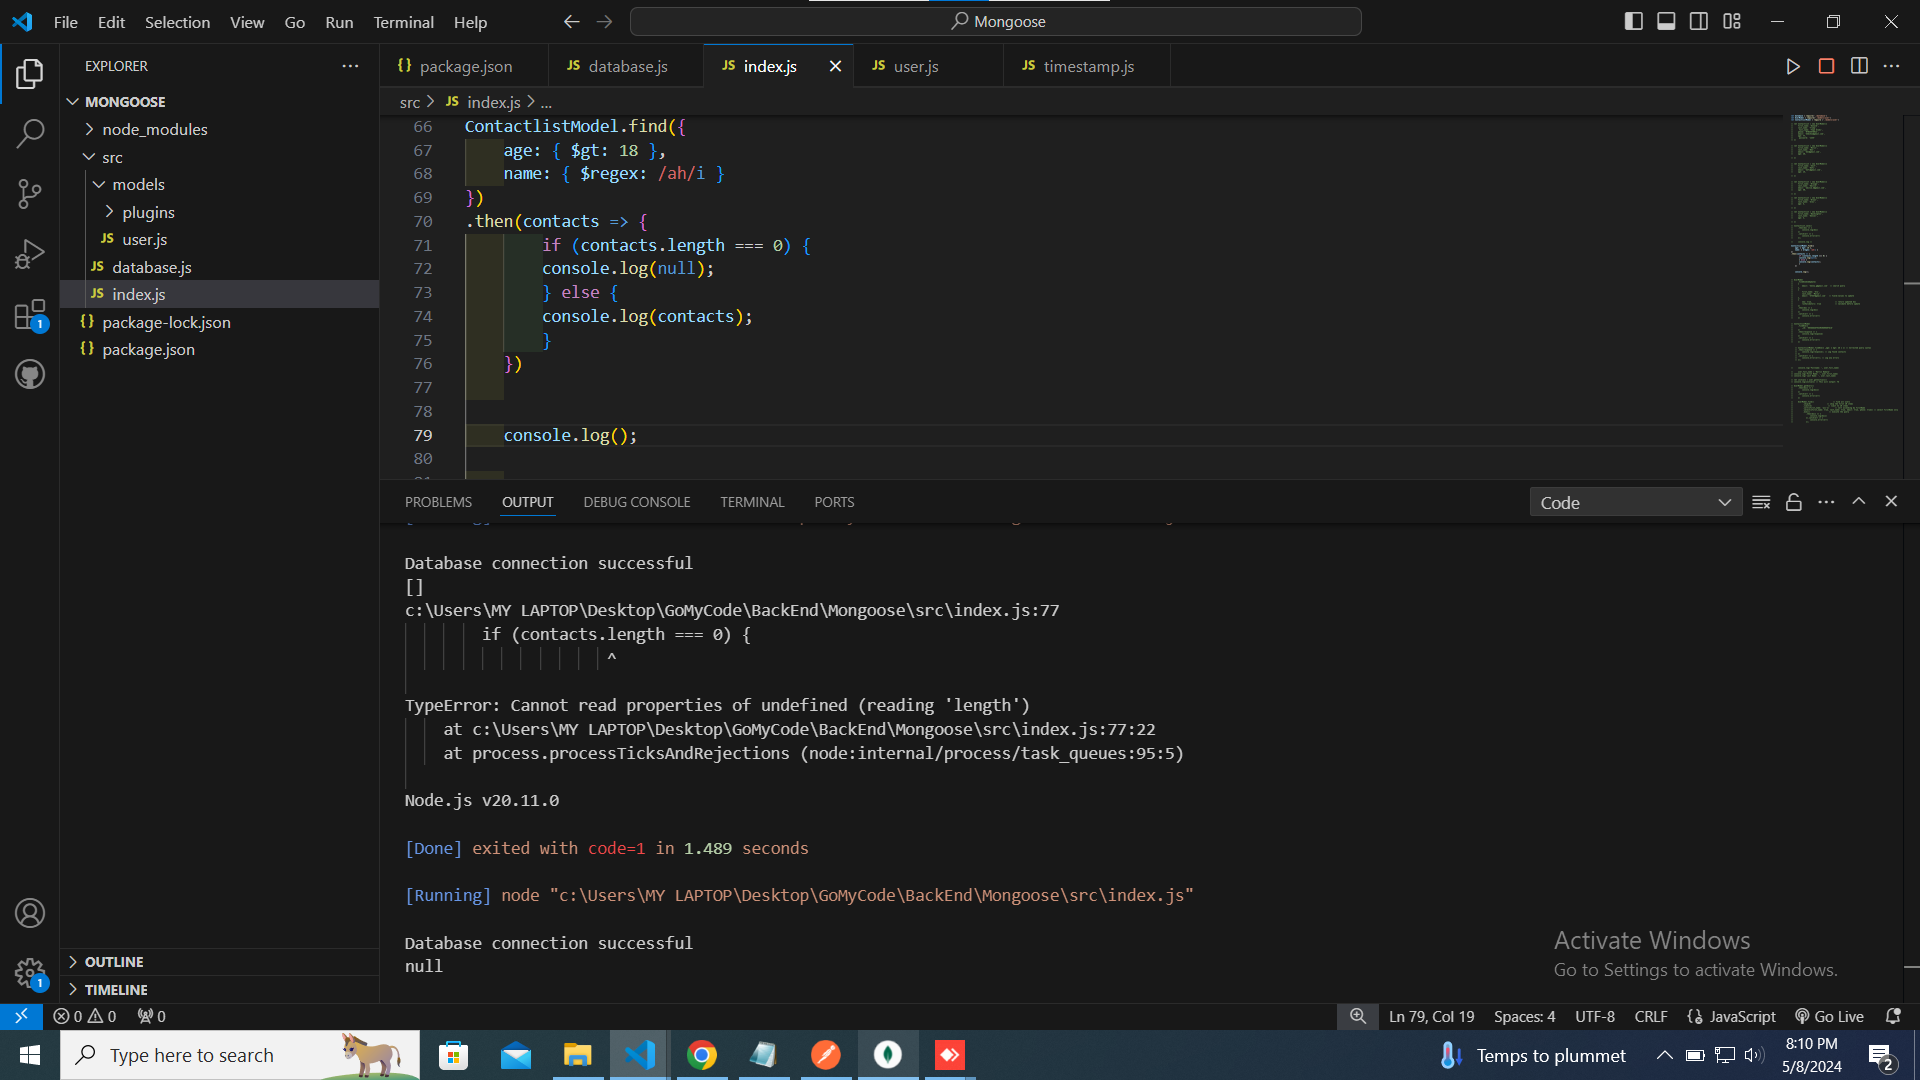 File Edit Selection View Go Run Terminal Help
Mongoose
EXPLORER
MONGOOSE
node_modules
src
models
plugins
JS user.js
JS database.js
JS index.js
{} package-lock.json
{} package.json
OUTLINE
TIMELINE
{} package.json
JS database.js
JS index.js
JS user.js
JS timestamp.js
src > JS index.js > ...
66 ContactlistModel.find({
67 age: { $gt: 18 },
68 name: { $regex: /ah/i }
69 })
70 .then(contacts => {
71 if (contacts.length === 0) {
72 console.log(null);
73 } else {
74 console.log(contacts);
75 }
76 })
77
78
79 console.log();
80
PROBLEMS OUTPUT DEBUG CONSOLE TERMINAL PORTS
Code
Database connection successful
[]
c:\Users\MY LAPTOP\Desktop\GoMyCode\BackEnd\Mongoose\src\index.js:77
if (contacts.length === 0) {
^
TypeError: Cannot read properties of undefined (reading 'length')
at c:\Users\MY LAPTOP\Desktop\GoMyCode\BackEnd\Mongoose\src\index.js:77:22
at process.processTicksAndRejections (node:internal/process/task_queues:95:5)
Node.js v20.11.0
[Done] exited with code=1 in 1.489 seconds
[Running] node "c:\Users\MY LAPTOP\Desktop\GoMyCode\BackEnd\Mongoose\src\index.js"
Database connection successful
null
Activate Windows
Go to Settings to activate Windows.
1
1
0 0 0
Ln 79, Col 19 Spaces: 4 UTF-8 CRLF {} JavaScript Go Live
Type here to search
Temps to plummet
8:10 PM
5/8/2024
2